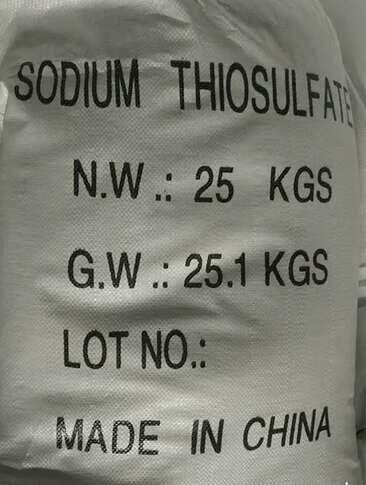 SODIUM THIOSULFATE
N.W.: 25 KGS
G.W.: 25.1 KGS
LOT NO.:
MADE IN CHINA